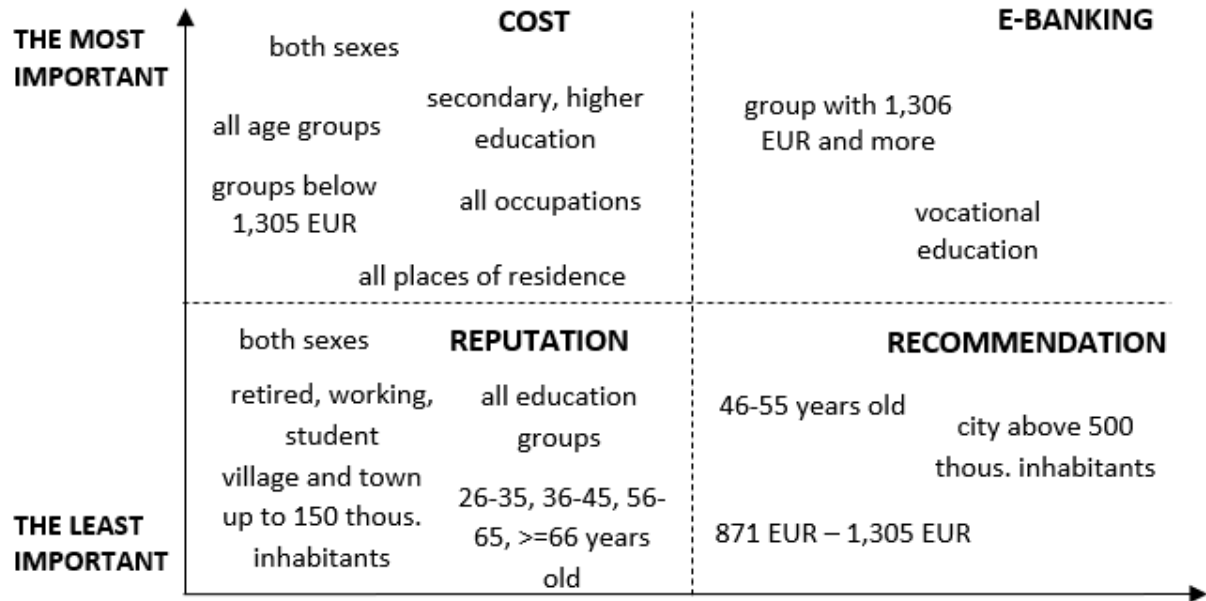 THE MOST
IMPORTANT
COST
both sexes
all age groups
secondary, higher
education
groups below
1,305 EUR
all occupations
all places of residence
E-BANKING
group with 1,306
EUR and more
vocational
education
THE LEAST
IMPORTANT
REPUTATION
both sexes
retired, working,
student
all education
groups
village and town
up to 150 thous.
inhabitants
26-35, 36-45, 56-
65, >=66 years
old
RECOMMENDATION
46-55 years old
city above 500
thous. inhabitants
871 EUR – 1,305 EUR